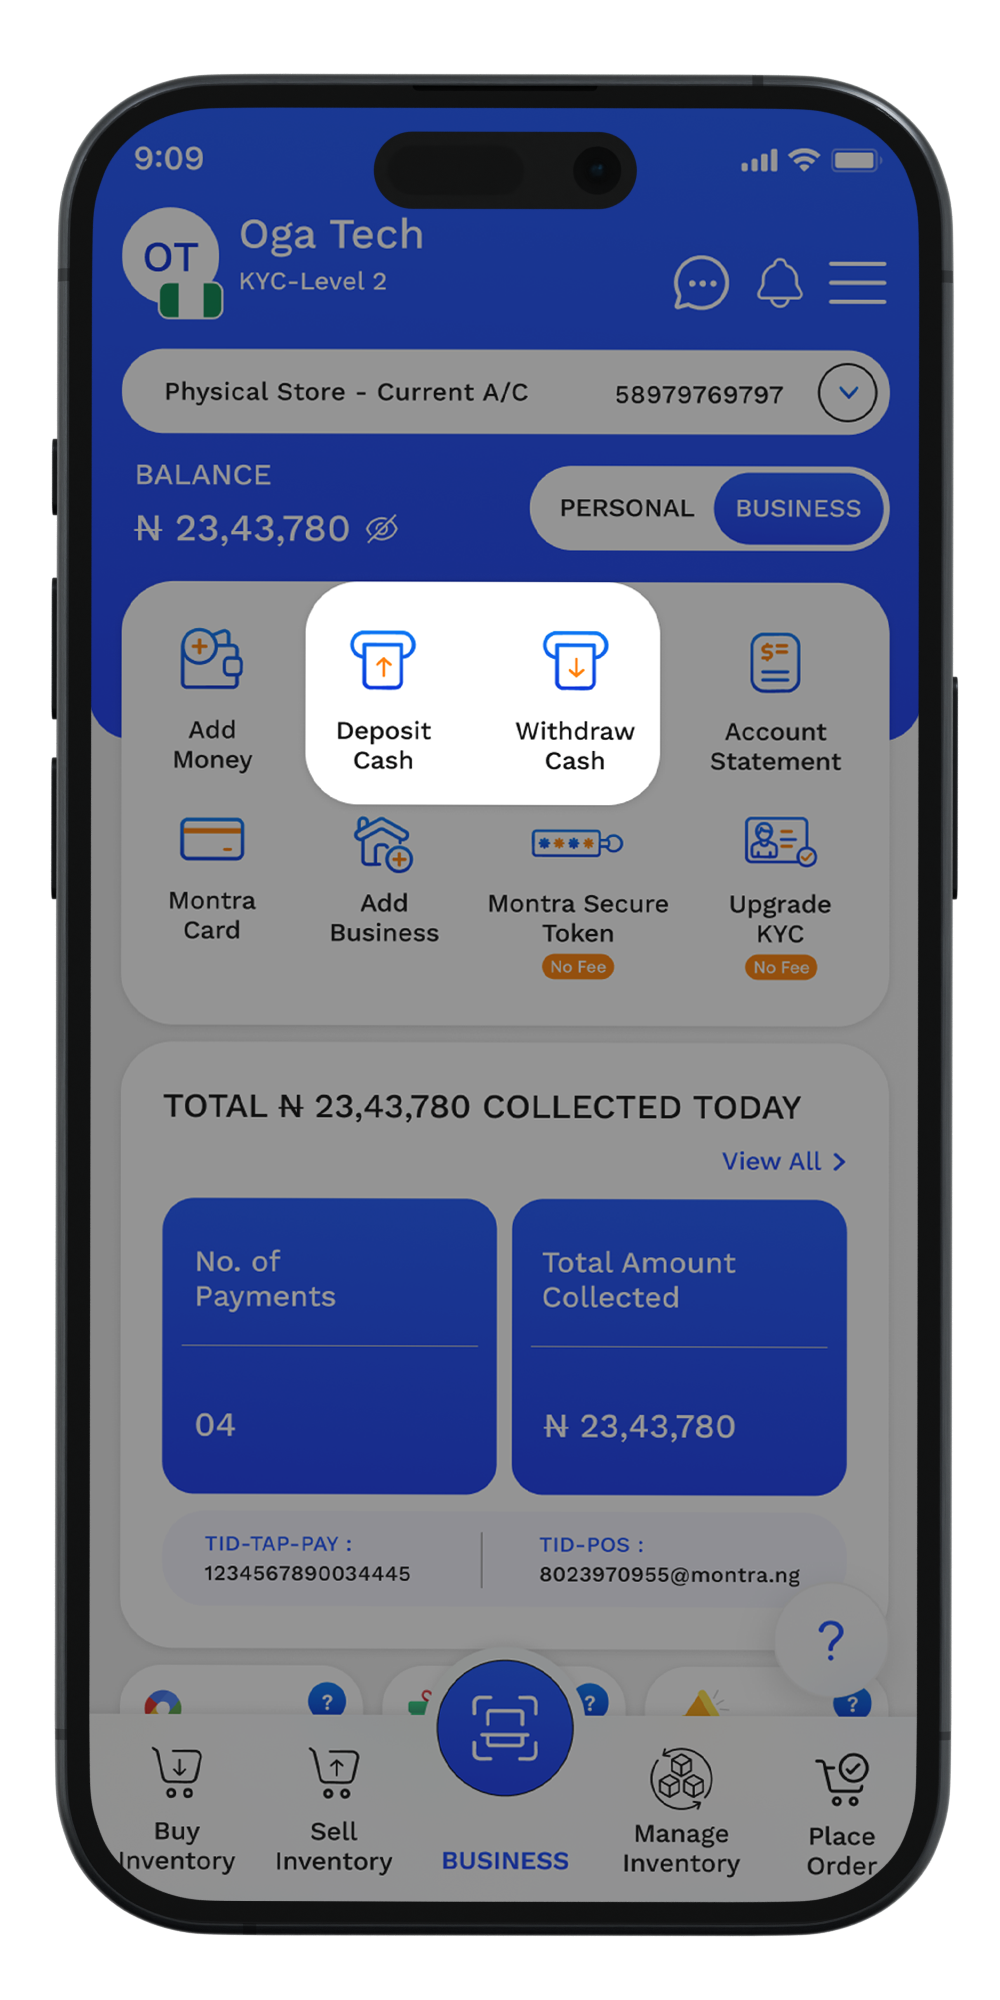 9:09
OT
Oga Tech
KYC-Level 2
Physical Store - Current A/C
58979769797
BALANCE
₦ 23,43,780
PERSONAL
BUSINESS
Add
Money
Deposit
Cash
Withdraw
Cash
Account
Statement
Montra
Card
Add
Business
Montra Secure
Token
No Fee
Upgrade
KYC
No Fee
TOTAL ₦ 23,43,780 COLLECTED TODAY
View All >
No. of
Payments
04
Total Amount
Collected
₦ 23,43,780
TID-TAP-PAY :
1234567890034445
TID-POS :
8023970955@montra.ng
?
?
?
?
Buy
Inventory
Sell
Inventory
BUSINESS
Manage
Inventory
Place
Order